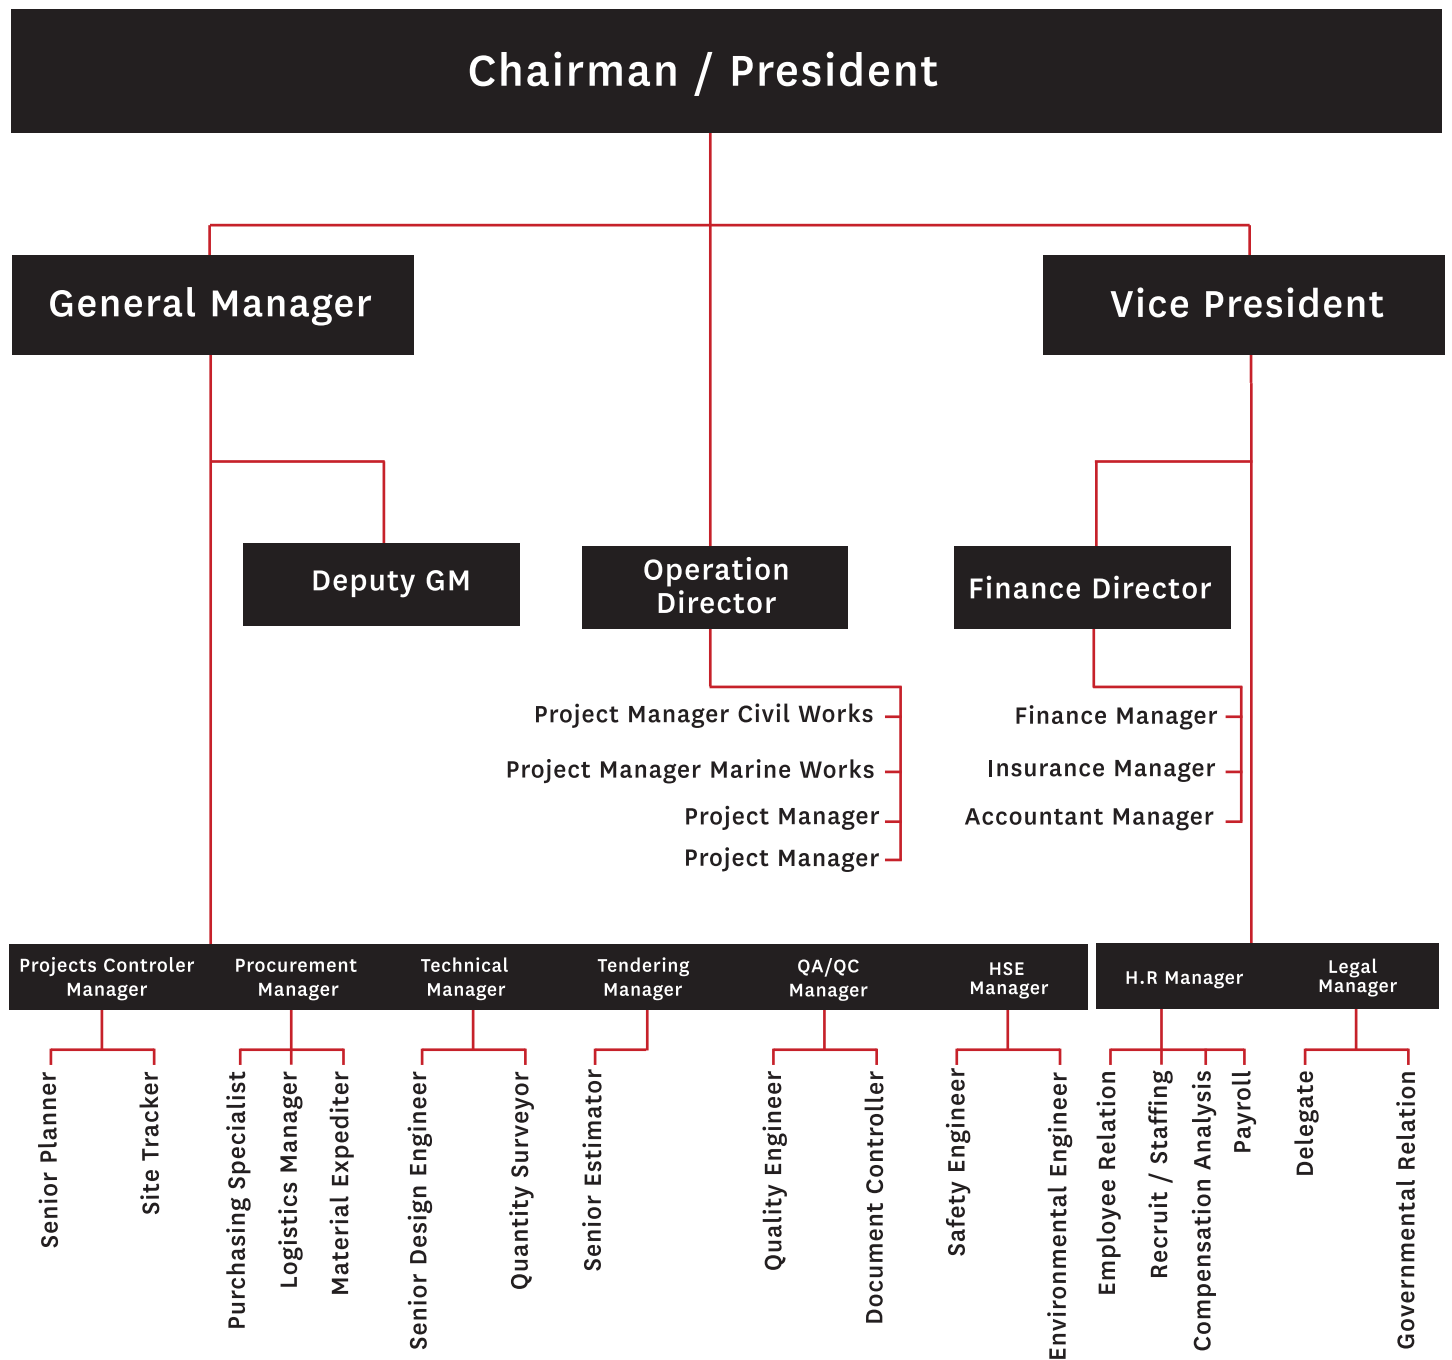 Chairman / President
General Manager
Vice President
Deputy GM
Operation
Director
Finance Director
Project Manager Civil Works
Project Manager Marine Works
Project Manager
Project Manager
Finance Manager
Insurance Manager
Accountant Manager
Projects Controler
Manager
Procurement
Manager
Technical
Manager
Tendering
Manager
QA/QC
Manager
HSE
Manager
H.R Manager
Legal
Manager
Senior Planner
Site Tracker
Purchasing Specialist
Logistics Manager
Material Expediter
Senior Design Engineer
Quantity Surveyor
Senior Estimator
Quality Engineer
Document Controller
Safety Engineer
Environmental Engineer
Employee Relation
Recruit / Staffing
Compensation Analysis
Payroll
Delegate
Governmental Relation